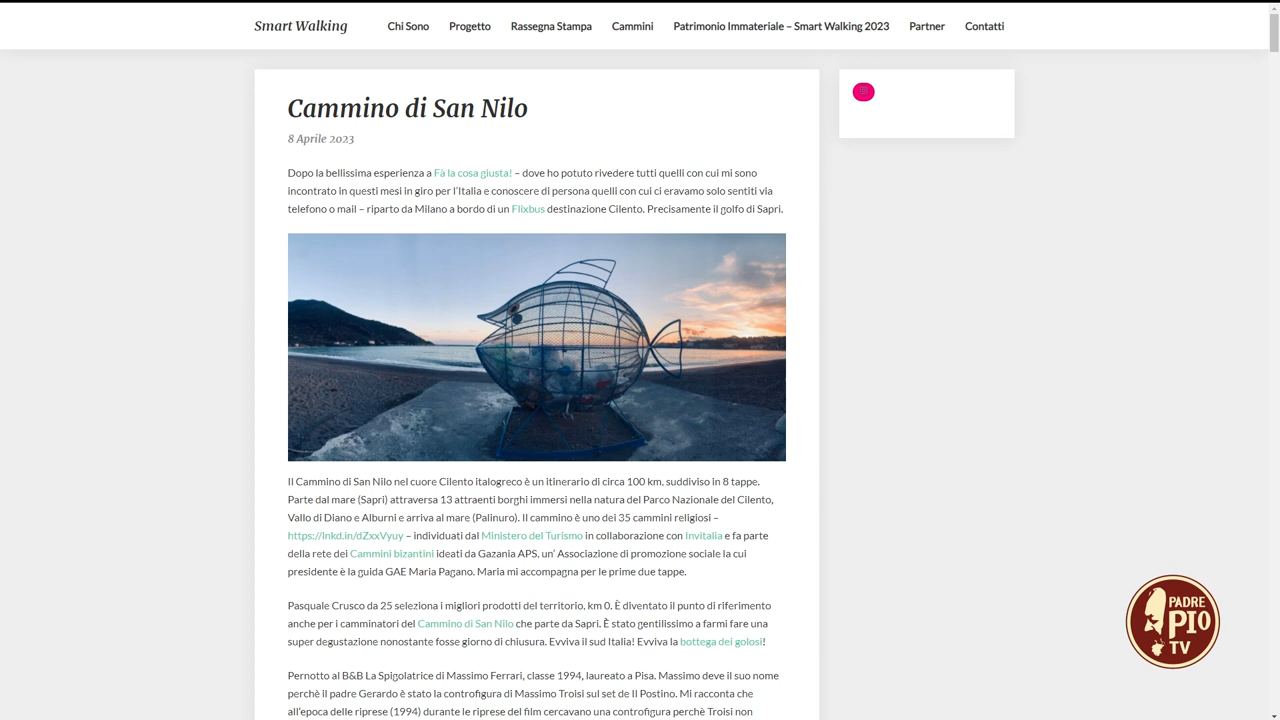 Smart Walking
Chi Sono
Progetto
Rassegna Stampa
Cammini
Patrimonio Immateriale – Smart Walking 2023
Partner
Contatti
Cammino di San Nilo
8 Aprile 2023
Dopo la bellissima esperienza a Fà la cosa giusta! – dove ho potuto rivedere tutti quelli con cui mi sono
incontrato in questi mesi in giro per l'Italia e conoscere di persona quelli con cui ci eravamo solo sentiti via
telefono o mail – riparto da Milano a bordo di un Flixbus destinazione Cilento. Precisamente il golfo di Sapri.
Il Cammino di San Nilo nel cuore Cilento italogreco è un itinerario di circa 100 km, suddiviso in 8 tappe.
Parte dal mare (Sapri) attraversa 13 attraenti borghi immersi nella natura del Parco Nazionale del Cilento,
Vallo di Diano e Alburni e arriva al mare (Palinuro). Il cammino è uno dei 35 cammini religiosi –
https://lnkd.in/dZxxVyuy – individuati dal Ministero del Turismo in collaborazione con Invitalia e fa parte
della rete dei Cammini bizantini ideati da Gazania APS, un' Associazione di promozione sociale la cui
presidente è la guida GAE Maria Pagano. Maria mi accompagna per le prime due tappe.
Pasquale Crusco da 25 seleziona i migliori prodotti del territorio, km 0. È diventato il punto di riferimento
anche per i camminatori del Cammino di San Nilo che parte da Sapri. È stato gentilissimo a farmi fare una
super degustazione nonostante fosse giorno di chiusura. Evviva il sud Italia! Evviva la bottega dei golosi!
Pernotto al B&B La Spigolatrice di Massimo Ferrari, classe 1994, laureato a Pisa. Massimo deve il suo nome
perchè il padre Gerardo è stato la controfigura di Massimo Troisi sul set de Il Postino. Mi racconta che
all'epoca delle riprese (1994) durante le riprese del film cercavano una controfigura perchè Troisi non
PADRE
PIO
TV